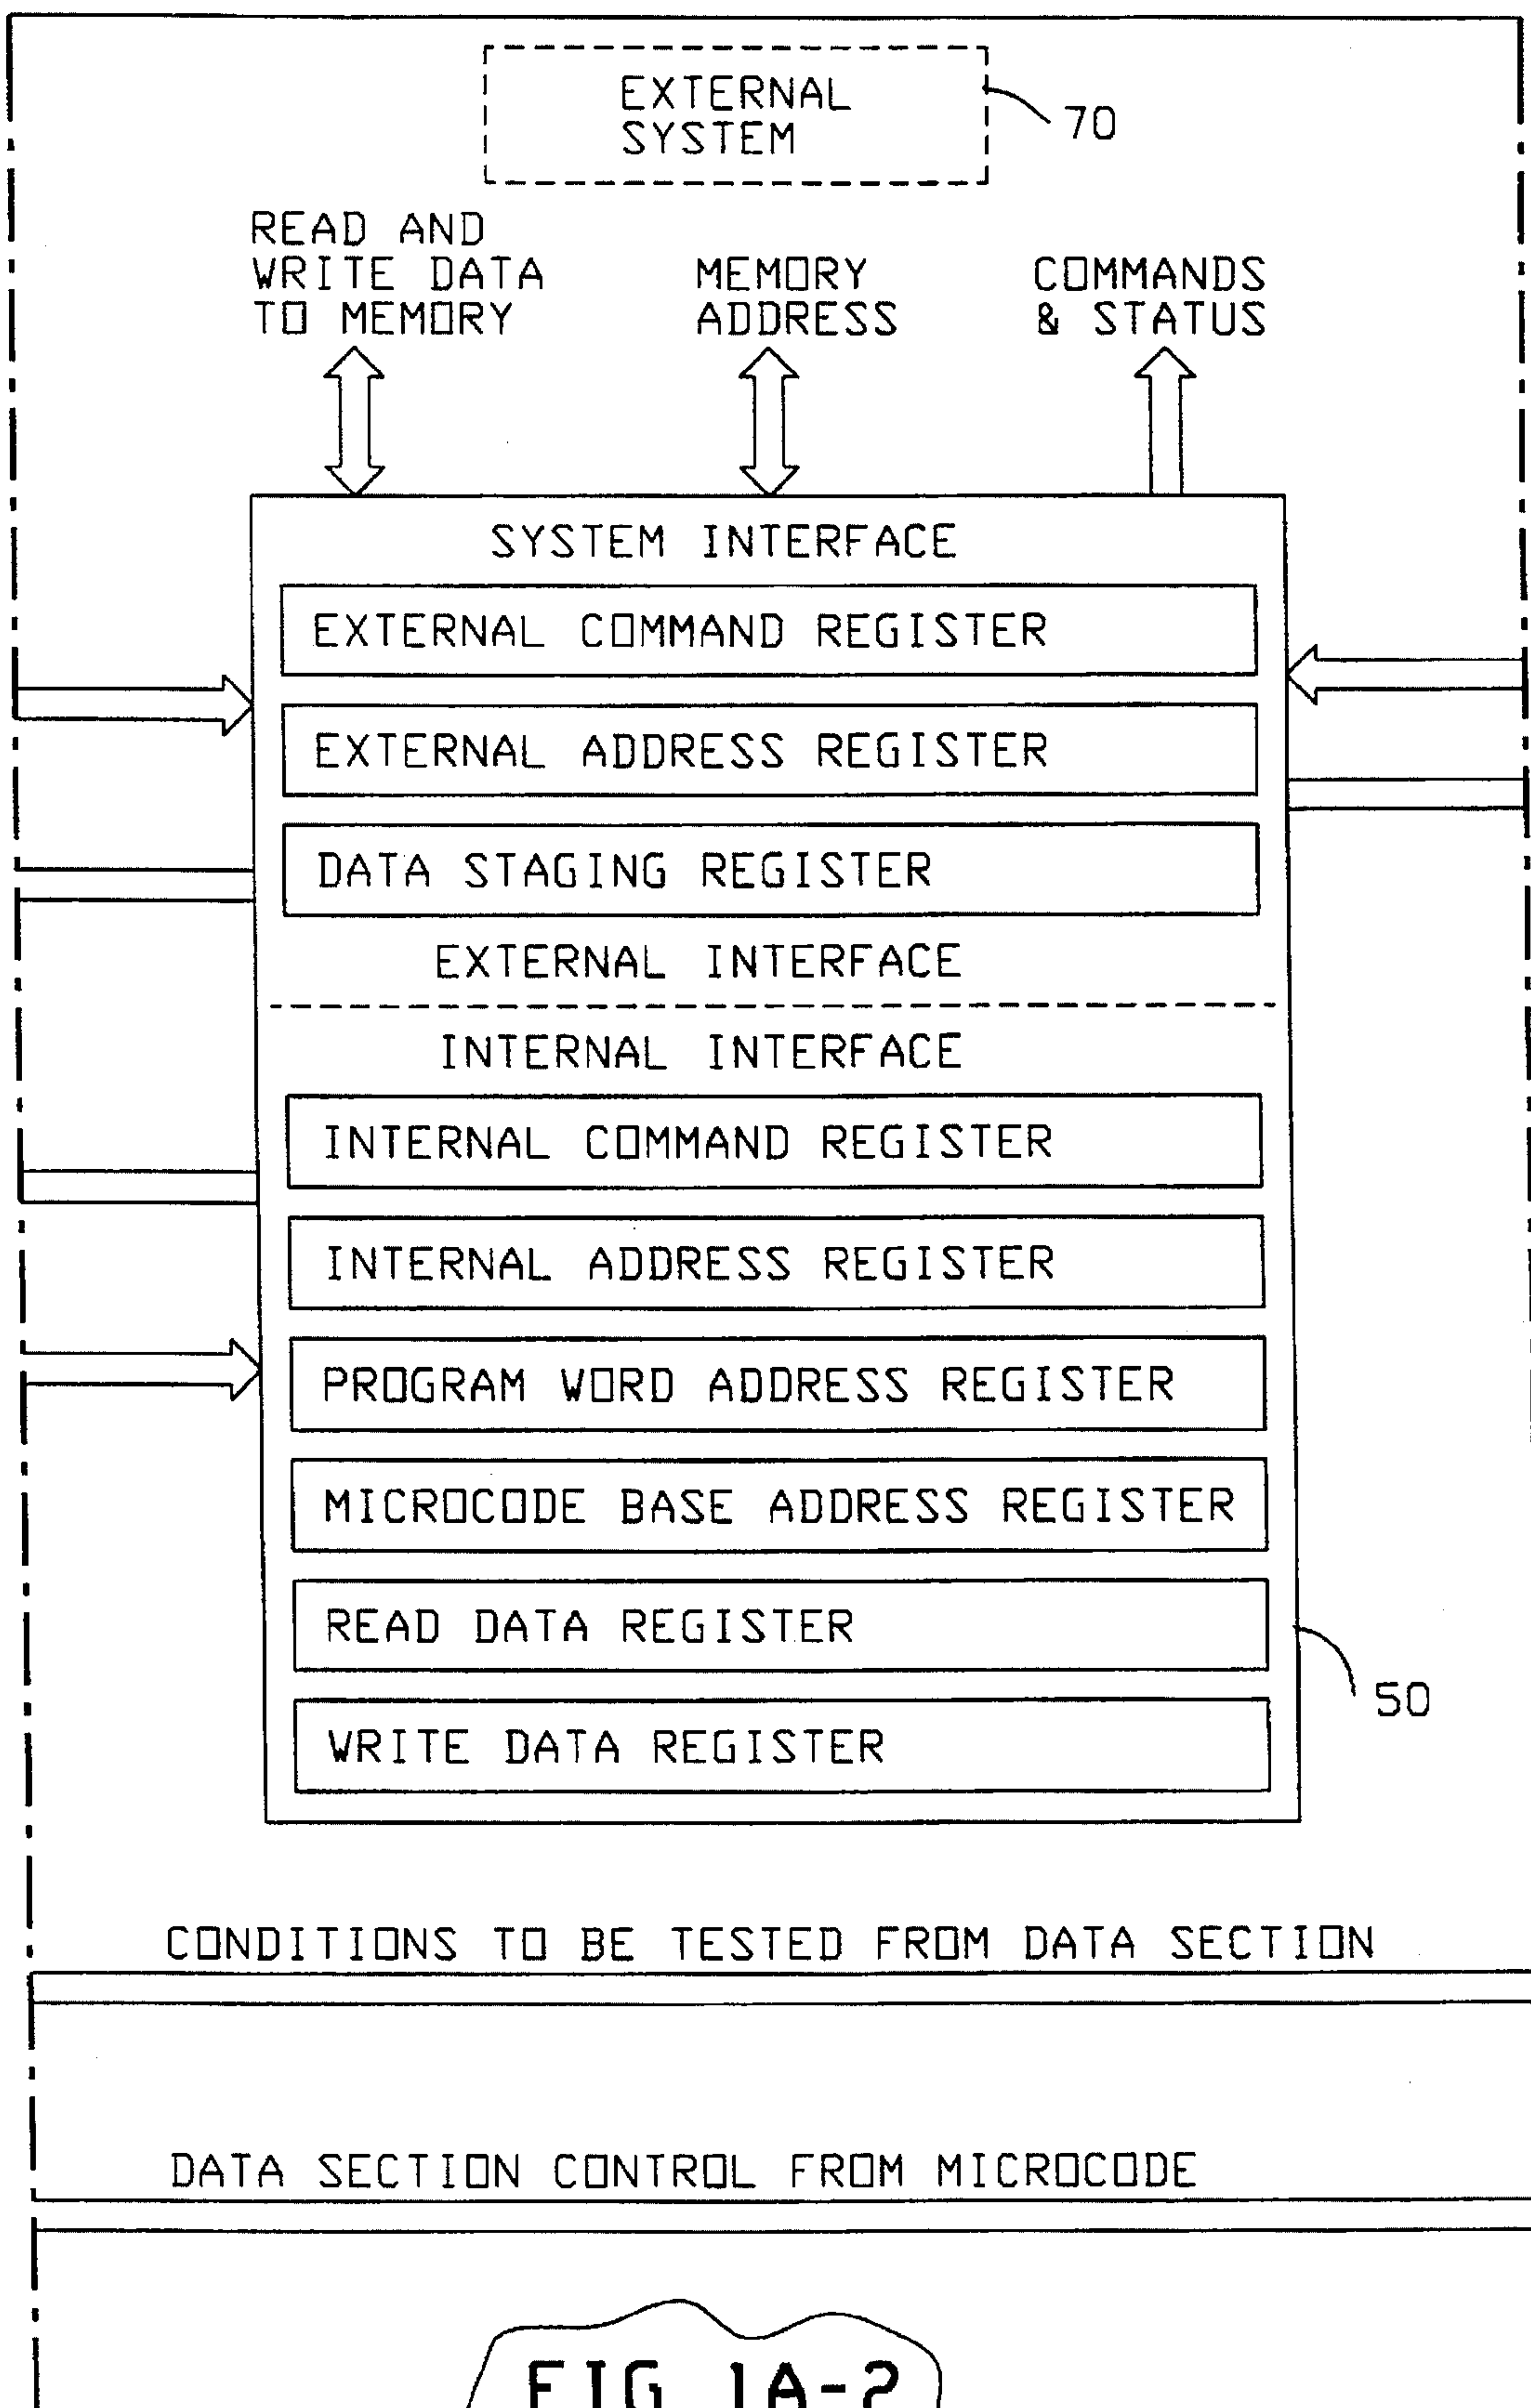 EXTERNAL
SYSTEM
70
READ AND
WRITE DATA
TO MEMORY
MEMORY
ADDRESS
COMMANDS
& STATUS
SYSTEM INTERFACE
EXTERNAL COMMAND REGISTER
EXTERNAL ADDRESS REGISTER
DATA STAGING REGISTER
EXTERNAL INTERFACE
INTERNAL INTERFACE
INTERNAL COMMAND REGISTER
INTERNAL ADDRESS REGISTER
PROGRAM WORD ADDRESS REGISTER
MICROCODE BASE ADDRESS REGISTER
READ DATA REGISTER
50
WRITE DATA REGISTER
CONDITIONS TO BE TESTED FROM DATA SECTION
DATA SECTION CONTROL FROM MICROCODE
FIG 1A-2